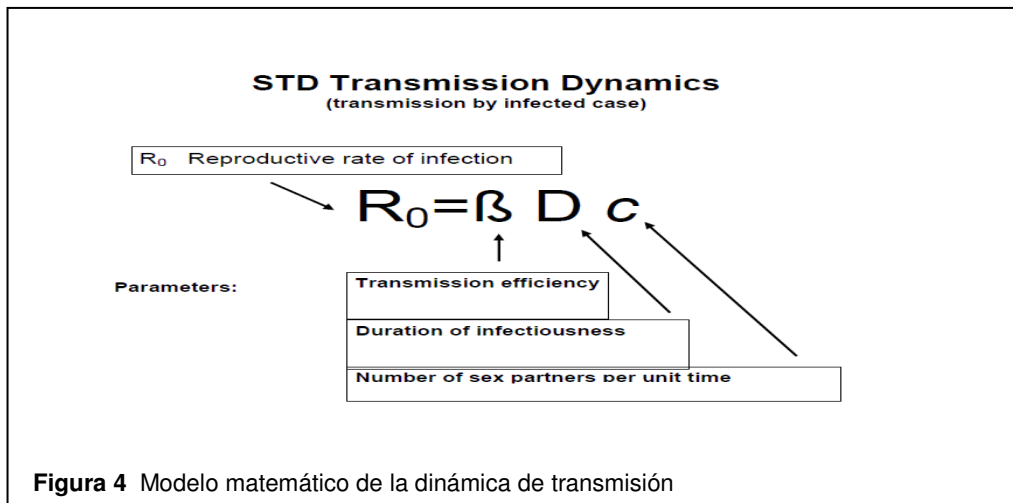 STD Transmission Dynamics
(transmission by infected case)
R₀ Reproductive rate of infection
R₀=ß D c
Parameters:
Transmission efficiency
Duration of infectiousness
Number of sex partners per unit time
Figura 4 Modelo matemático de la dinámica de transmisión